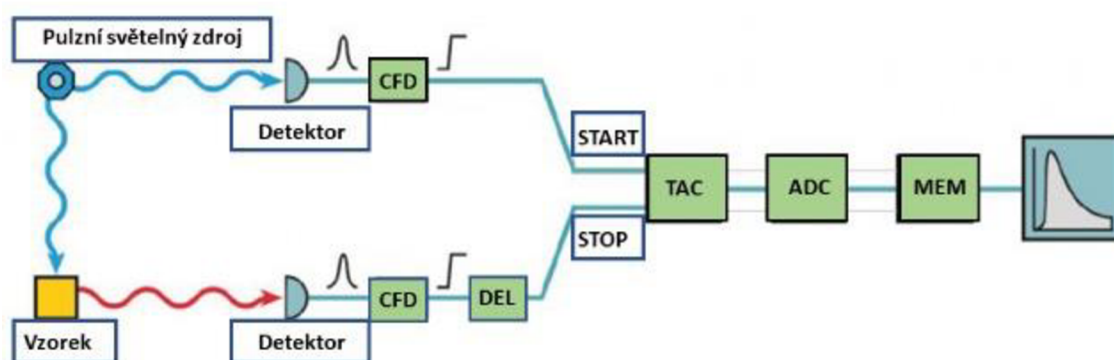 Pulzní světelný zdroj
CFD
Detektor
START
TAC
ADC
MEM
STOP
CFD
DEL
Vzorek
Detektor